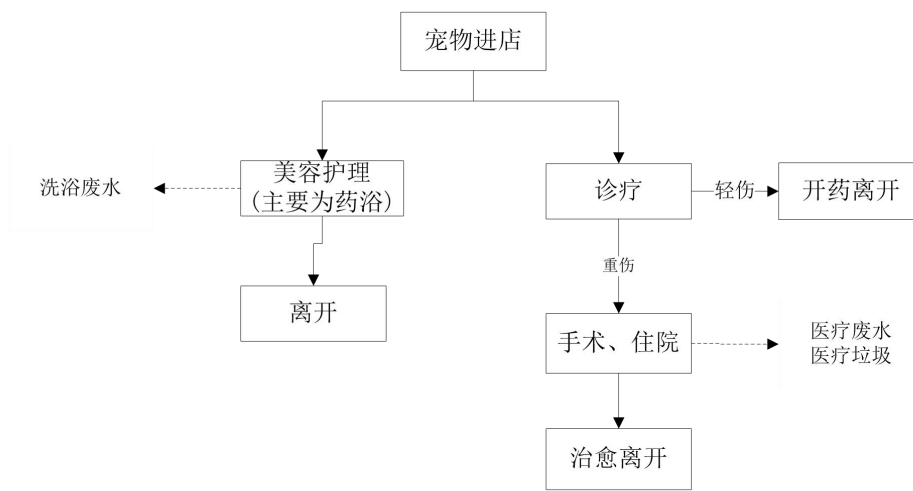 宠物进店
美容护理
(主要为药浴)
洗浴废水
诊疗
轻伤
开药离开
重伤
离开
手术、住院
医疗废水
医疗垃圾
治愈离开